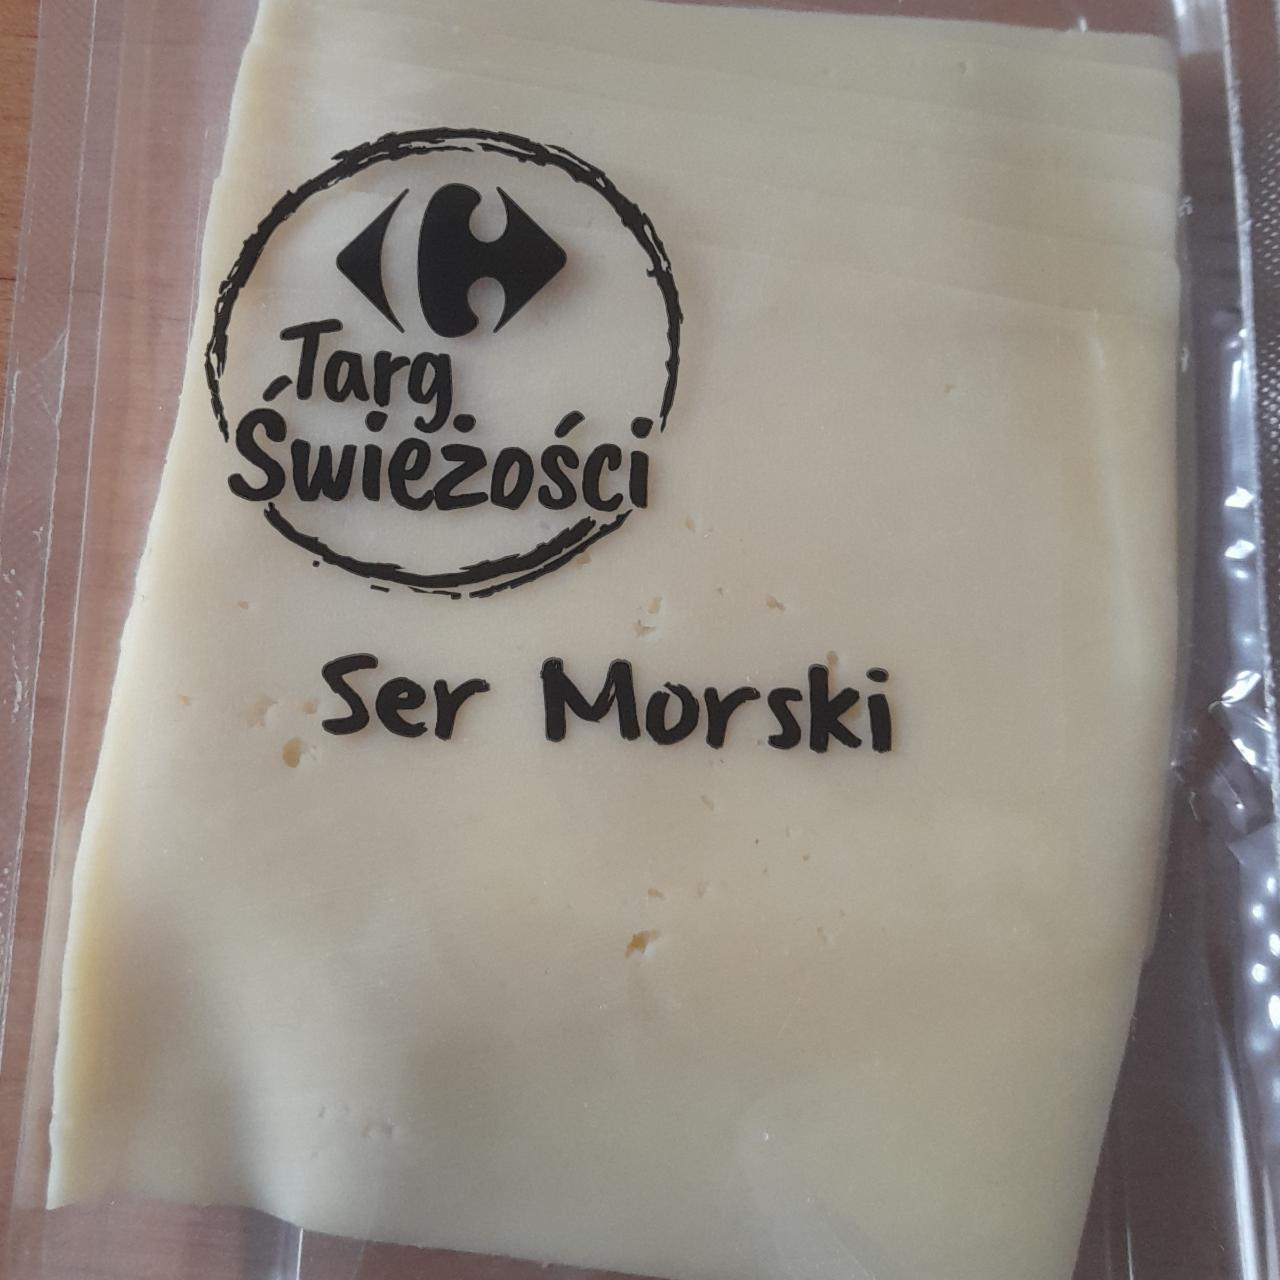 Targ
Świeżości
Ser Morski